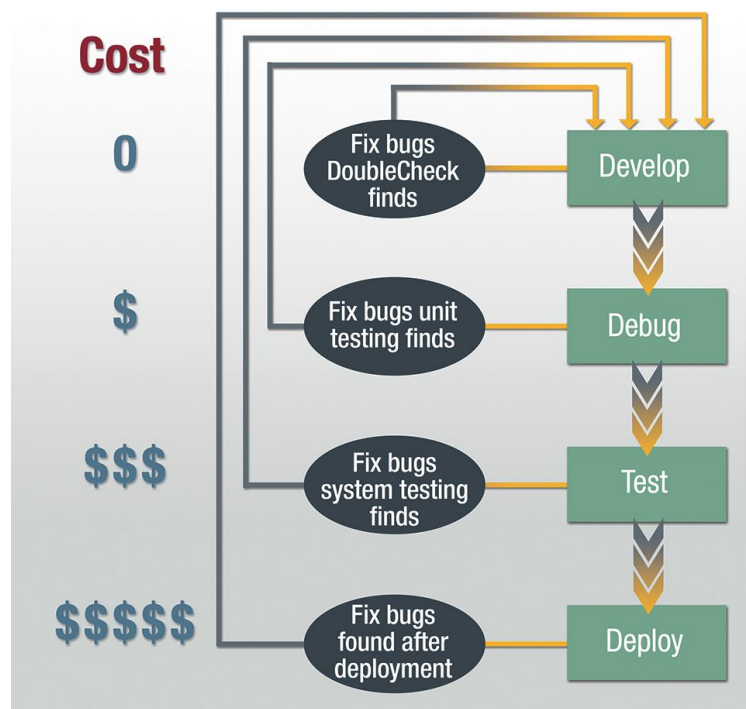 Cost
0
Fix bugs
DoubleCheck
finds
Develop
$
Fix bugs unit
testing finds
Debug
$$$
Fix bugs
system testing
finds
Test
$$$$$
Fix bugs
found after
deployment
Deploy